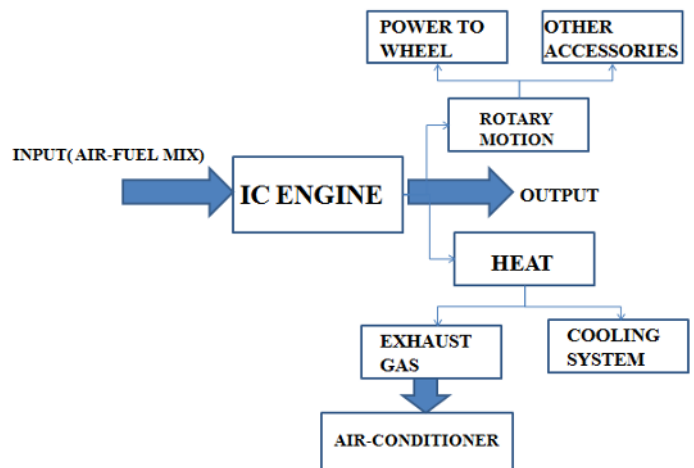 POWER TO
WHEEL
OTHER
ACCESSORIES
ROTARY
MOTION
INPUT( AIR-FUEL MIX)
IC ENGINE
OUTPUT
HEAT
EXHAUST
GAS
COOLING
SYSTEM
AIR-CONDITIONER